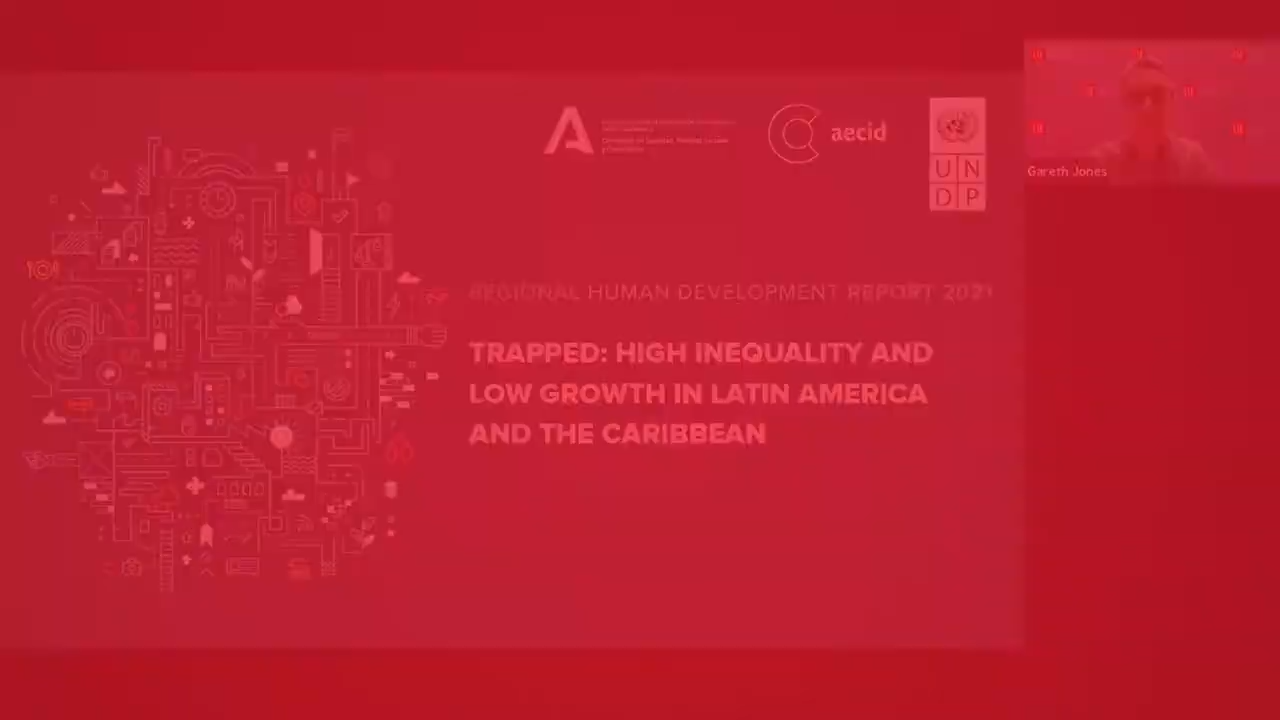 aecid
U N
D P
Gareth Jones
REGIONAL HUMAN DEVELOPMENT REPORT 2021
TRAPPED: HIGH INEQUALITY AND
LOW GROWTH IN LATIN AMERICA
AND THE CARIBBEAN